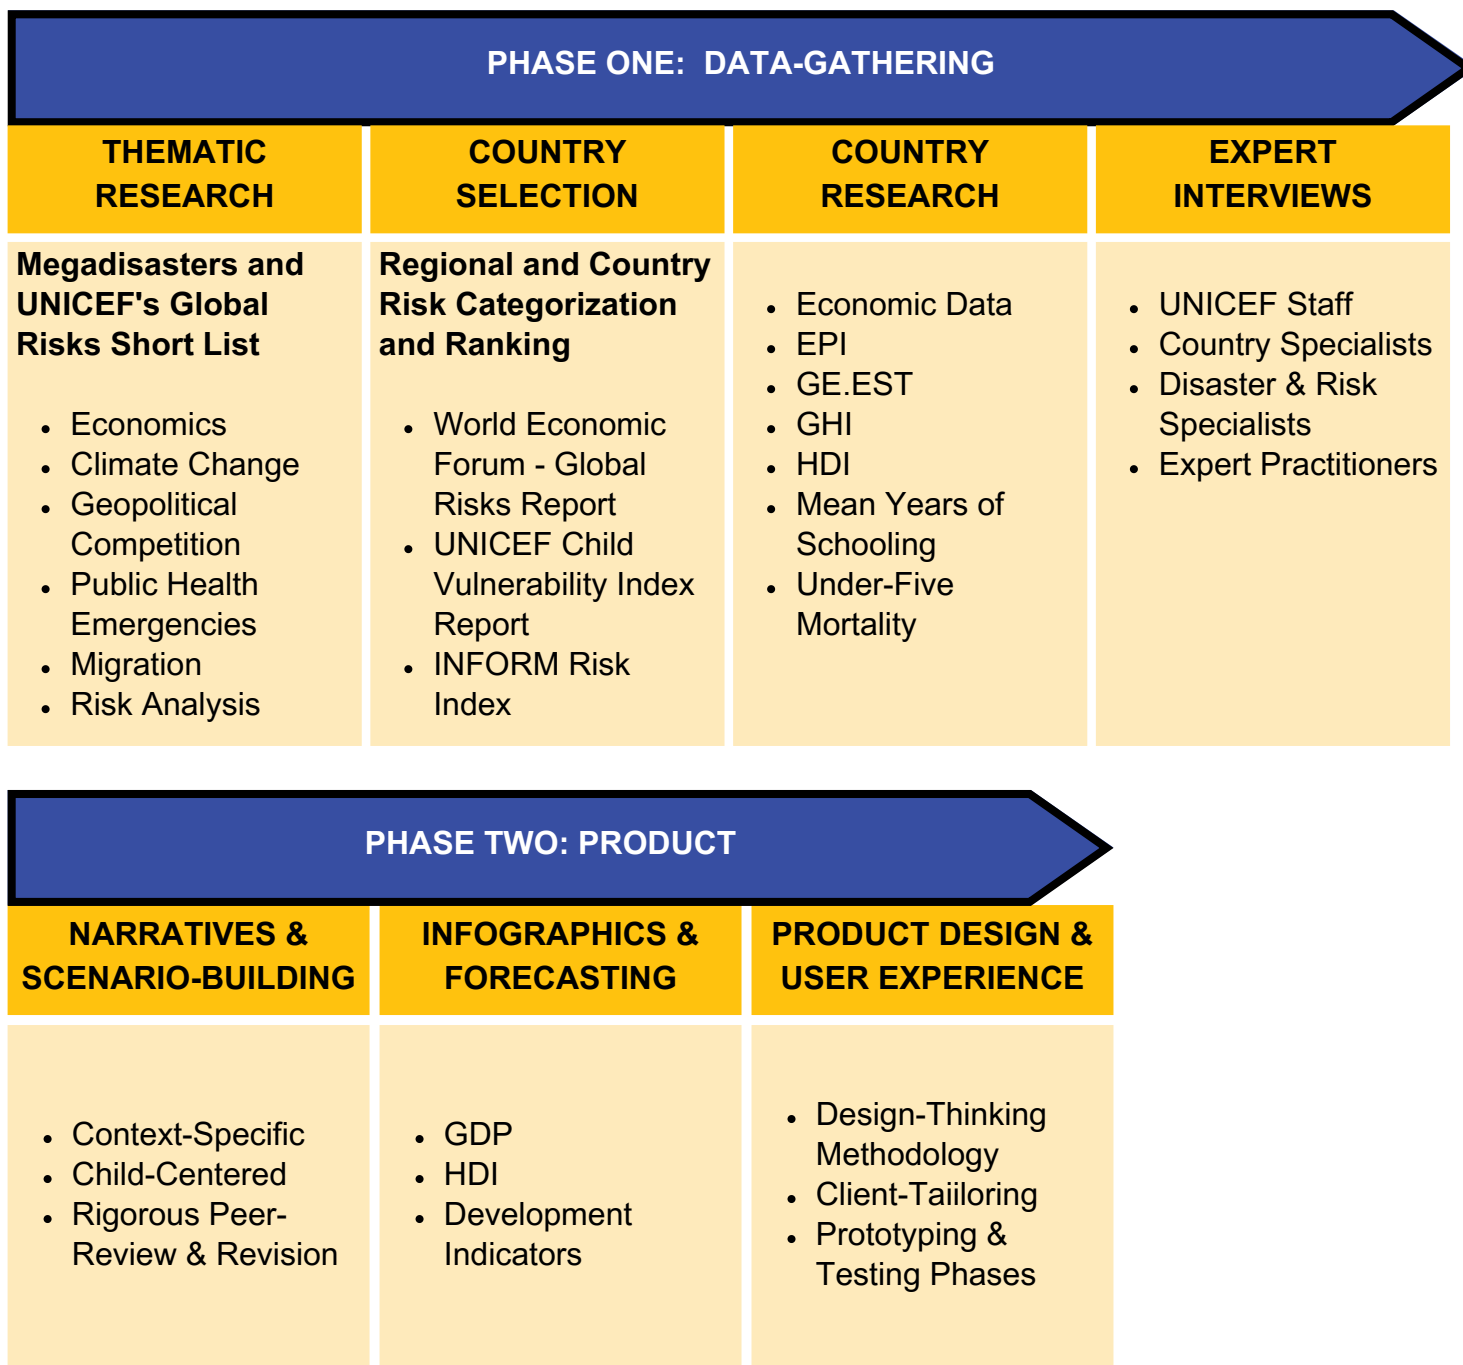 PHASE ONE: DATA-GATHERING
THEMATIC
RESEARCH
Megadisasters and
UNICEF's Global
Risks Short List
• Economics
• Climate Change
• Geopolitical
Competition
• Public Health
Emergencies
• Migration
• Risk Analysis
COUNTRY
SELECTION
Regional and Country
Risk Categorization
and Ranking
• World Economic
Forum - Global
Risks Report
• UNICEF Child
Vulnerability Index
Report
• INFORM Risk
Index
COUNTRY
RESEARCH
• Economic Data
• EPI
• GE.EST
• GHI
• HDI
• Mean Years of
Schooling
• Under-Five
Mortality
EXPERT
INTERVIEWS
• UNICEF Staff
• Country Specialists
• Disaster & Risk
Specialists
• Expert Practitioners
PHASE TWO: PRODUCT
NARRATIVES &
SCENARIO-BUILDING
• Context-Specific
• Child-Centered
• Rigorous Peer-
Review & Revision
INFOGRAPHICS &
FORECASTING
• GDP
• HDI
• Development
Indicators
PRODUCT DESIGN &
USER EXPERIENCE
• Design-Thinking
Methodology
• Client-Taiiloring
• Prototyping &
Testing Phases